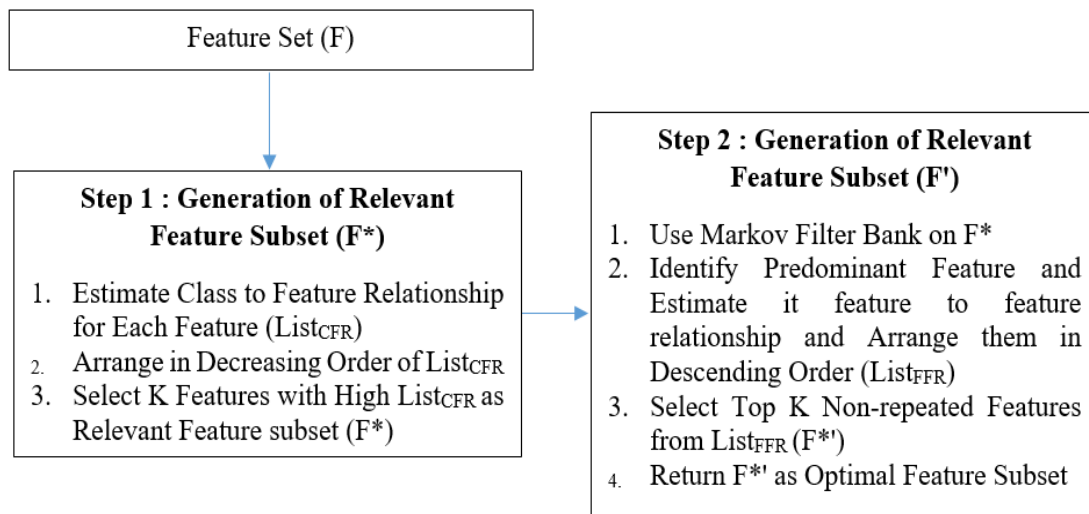 Feature Set (F)
Step 1 : Generation of Relevant
Feature Subset (F*)
1. Estimate Class to Feature Relationship
for Each Feature (ListCFR)
2. Arrange in Decreasing Order of ListCFR
3. Select K Features with High ListCFR as
Relevant Feature subset (F*)
Step 2 : Generation of Relevant
Feature Subset (F')
1. Use Markov Filter Bank on F*
2. Identify Predominant Feature and
Estimate it feature to feature
relationship and Arrange them in
Descending Order (ListFFR)
3. Select Top K Non-repeated Features
from ListFFR (F*')
4. Return F*' as Optimal Feature Subset